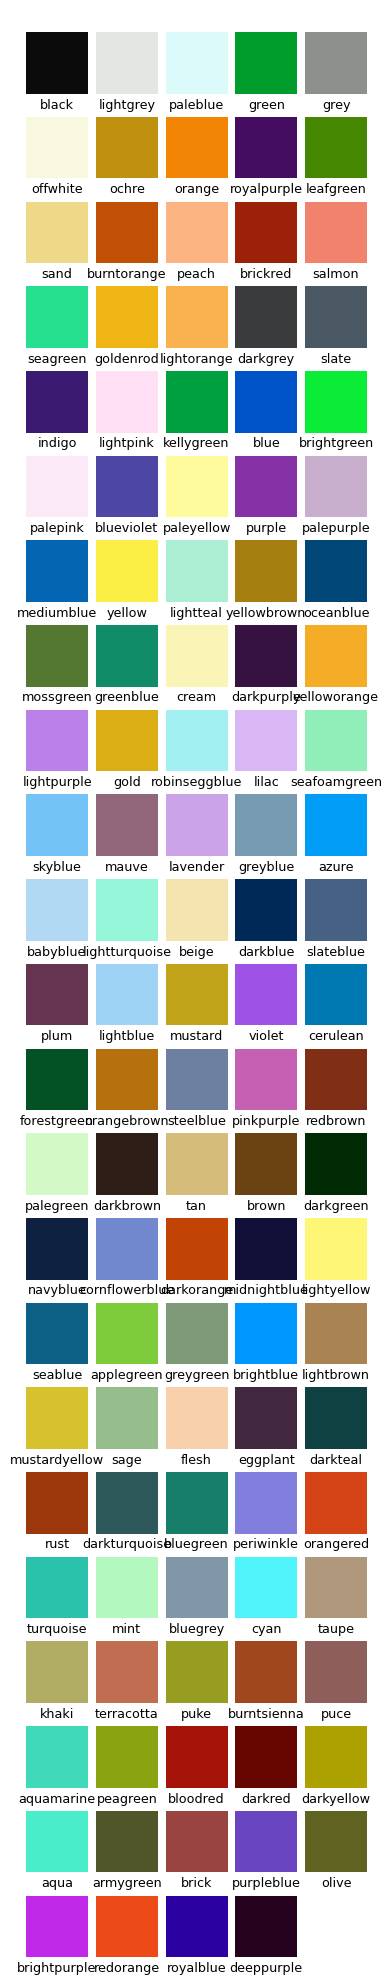 black lightgrey paleblue green grey
offwhite ochre orange royalpurple leafgreen
sand burntorange peach brickred salmon
seagreen goldenrod lightorange darkgrey slate
indigo lightpink kellygreen blue brightgreen
palepink blueviolet paleyellow purple palepurple
mediumblue yellow lightteal yellowbrown oceanblue
mossgreen greenblue cream darkpurple yelloworange
lightpurple gold robinseggblue lilac seafoamgreen
skyblue mauve lavender greyblue azure
babyblue lightturquoise beige darkblue slateblue
plum lightblue mustard violet cerulean
forestgreen orangebrown steelblue pinkpurple redbrown
palegreen darkbrown tan brown darkgreen
navyblue cornflowerblue darkorange midnightblue lightyellow
seablue applegreen greygreen brightblue lightbrown
mustardyellow sage flesh eggplant darkteal
rust darkturquoise bluegreen periwinkle orangered
turquoise mint bluegrey cyan taupe
khaki terracotta puke burntsienna puce
aquamarine peagreen bloodred darkred darkyellow
aqua armygreen brick purpleblue olive
brightpurple redorange royalblue deeppurple